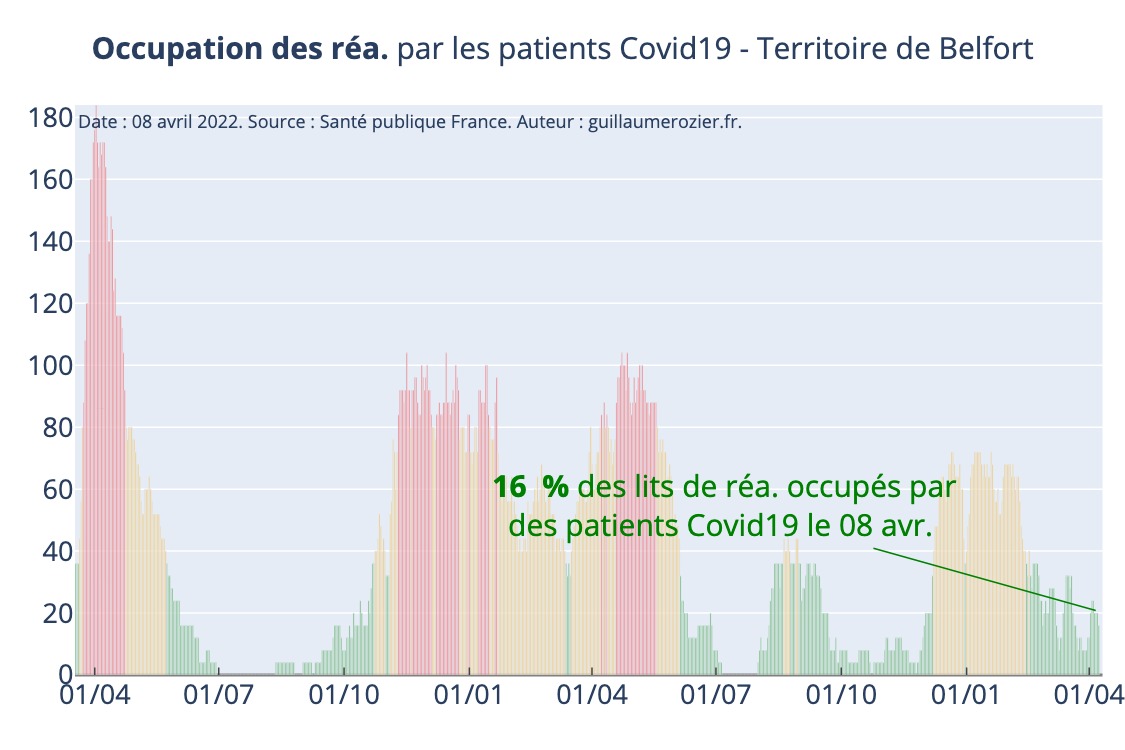 Occupation des réa. par les patients Covid19 - Territoire de Belfort
180
Date : 08 avril 2022. Source : Santé publique France. Auteur : guillaumerozier.fr.
160
140
120
100
80
60
40
20
0
16 % des lits de réa. occupés par
des patients Covid19 le 08 avr.
01/04 01/07 01/10 01/01 01/04 01/07 01/10 01/01 01/04